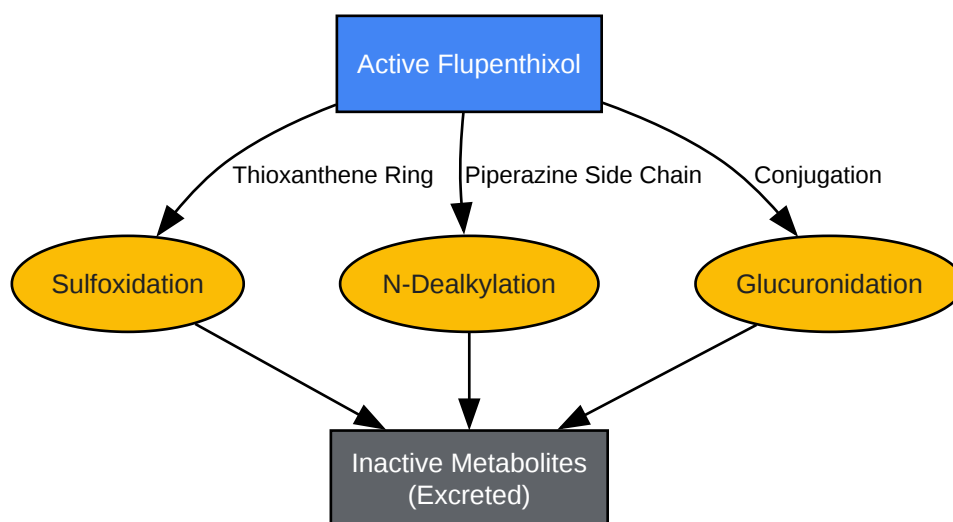 Active Flupenthixol
Thioxanthene Ring
Piperazine Side Chain
Conjugation
Sulfoxidation
N-Dealkylation
Glucuronidation
Inactive Metabolites
(Excreted)